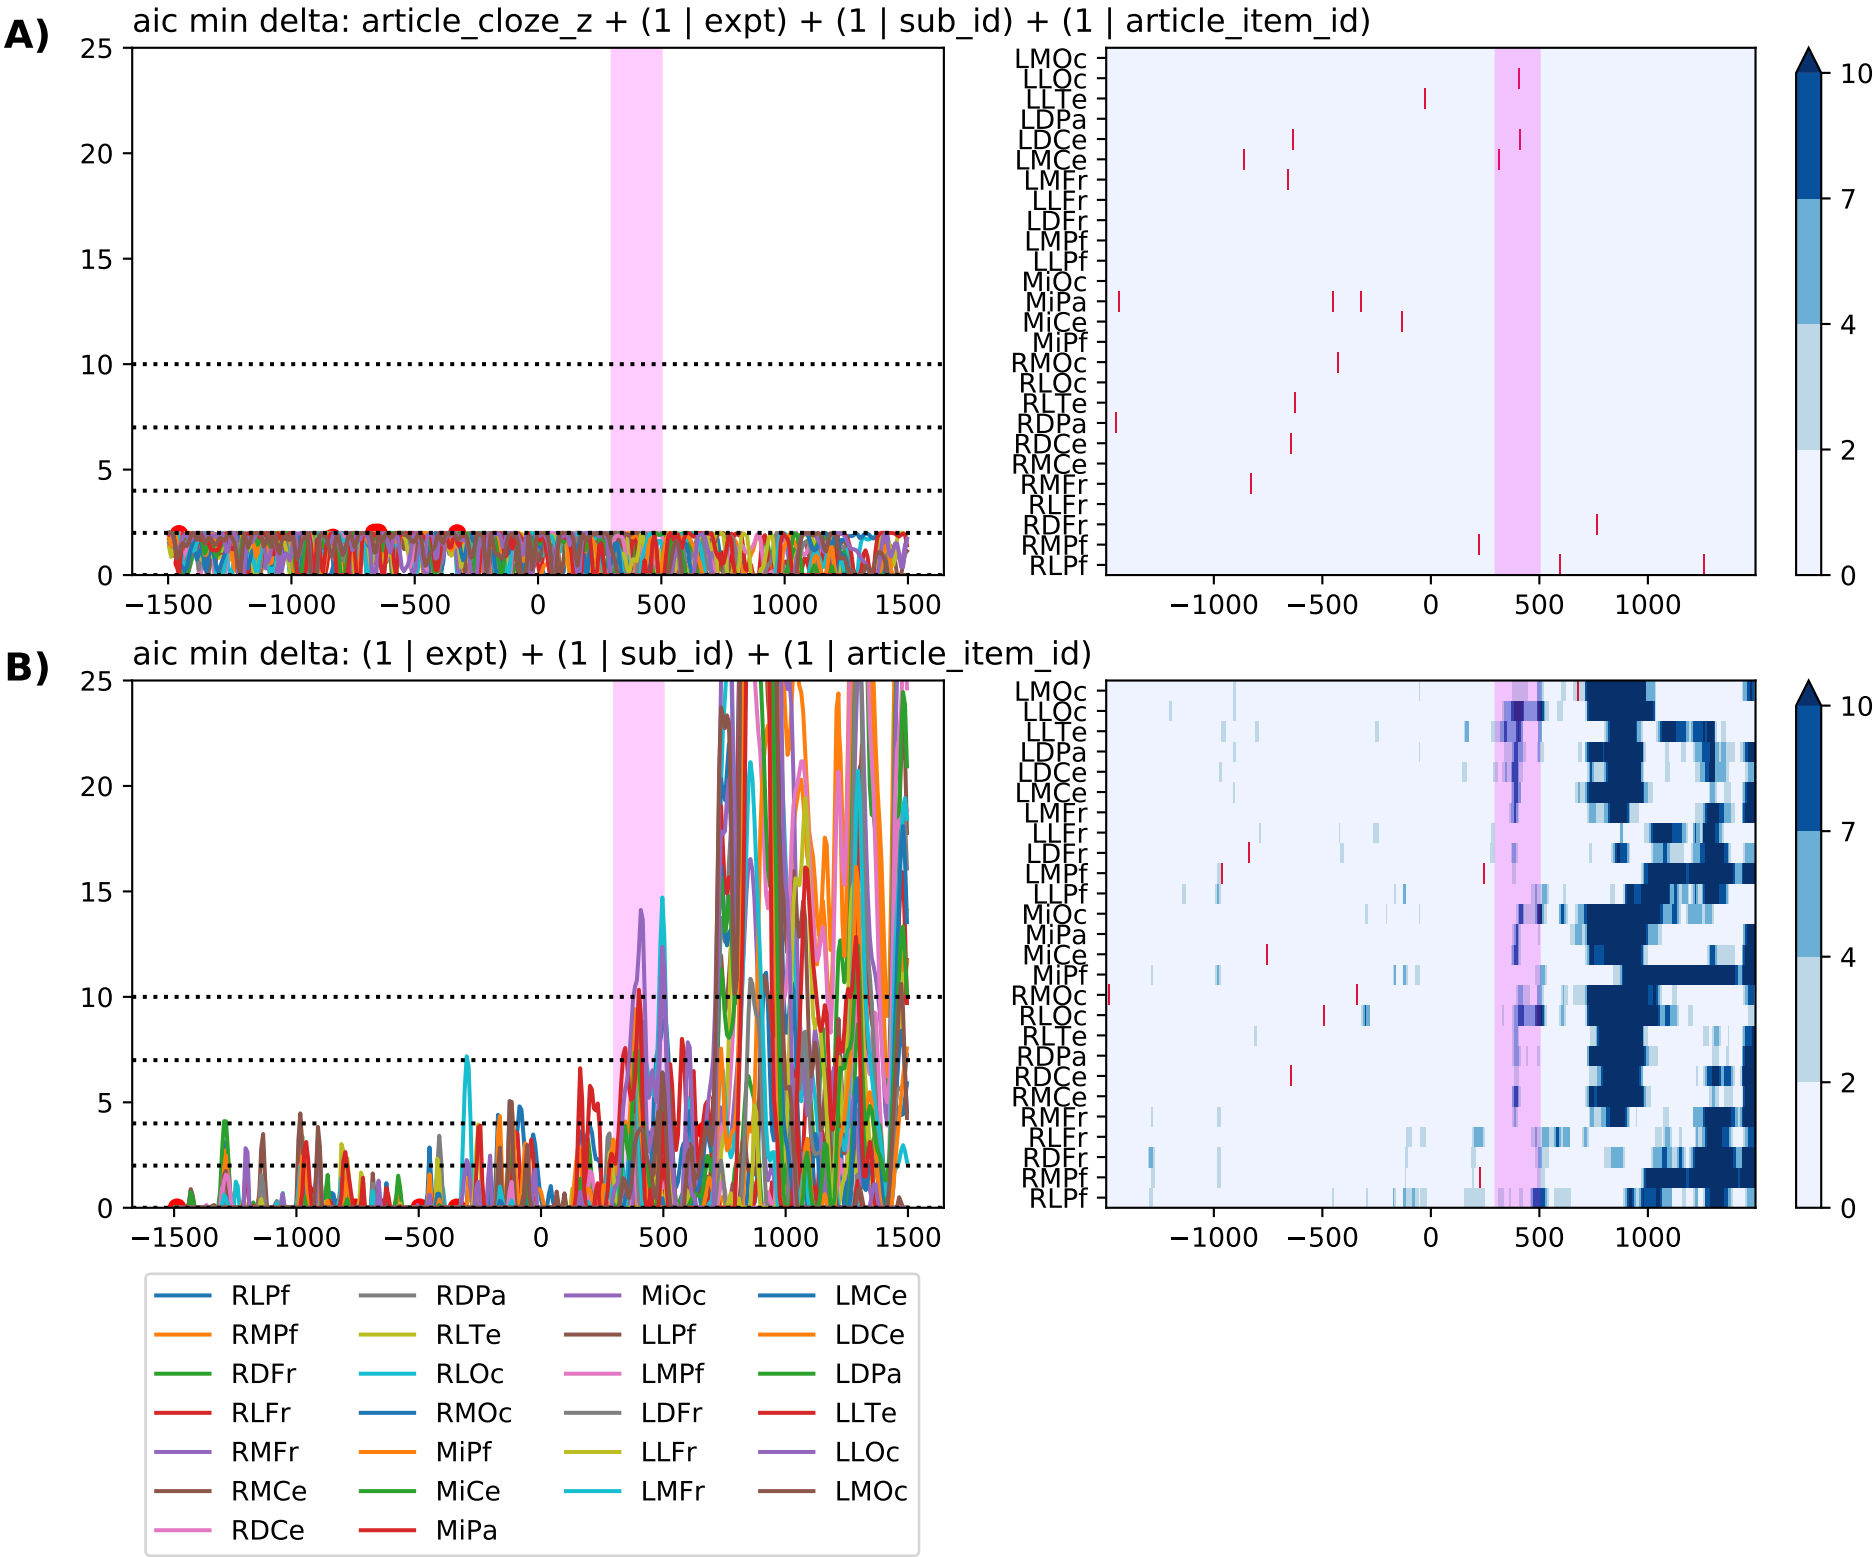 A)
aic min delta: article_cloze_z + (1 | expt) + (1 | sub_id) + (1 | article_item_id)
25
20
15
10
5
0
−1500 −1000 −500 0 500 1000 1500
LMOc
LLOc
LLTe
LDPa
LDCe
LMCe
LMFr
LLFr
LDFr
LMPf
LLPf
MiOc
MiPa
MiCe
MiPf
RMOc
RLOc
RLTe
RDPa
RDCe
RMCe
RMFr
RLFr
RDFr
RMPf
RLPf
−1000 −500 0 500 1000
10
7
4
2
0
B)
aic min delta: (1 | expt) + (1 | sub_id) + (1 | article_item_id)
25
20
15
10
5
0
−1500 −1000 −500 0 500 1000 1500
LMOc
LLOc
LLTe
LDPa
LDCe
LMCe
LMFr
LLFr
LDFr
LMPf
LLPf
MiOc
MiPa
MiCe
MiPf
RMOc
RLOc
RLTe
RDPa
RDCe
RMCe
RMFr
RLFr
RDFr
RMPf
RLPf
−1000 −500 0 500 1000
10
7
4
2
0
RLPf RDPa MiOc LMCe
RMPf RLTe LLPf LDCe
RDFr RLOc LMPf LDPa
RLFr RMOc LDFr LLTe
RMFr MiPf LLFr LLOc
RMCe MiCe LMFr LMOc
RDCe MiPa